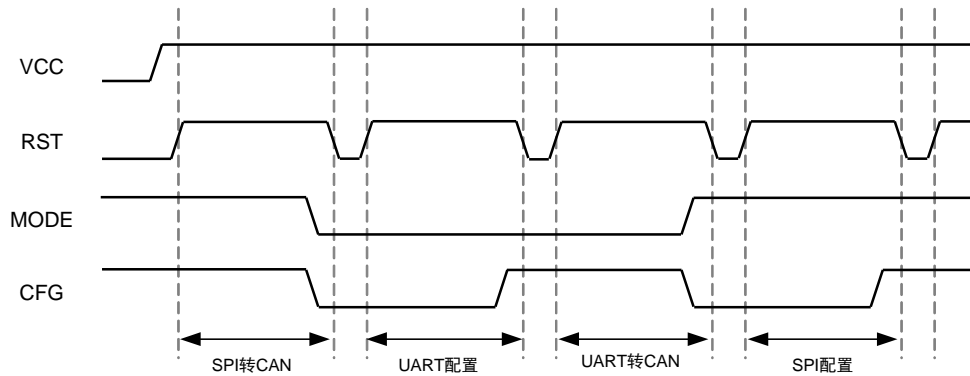 VCC
RST
MODE
CFG
SPI转CAN
UART配置
UART转CAN
SPI配置